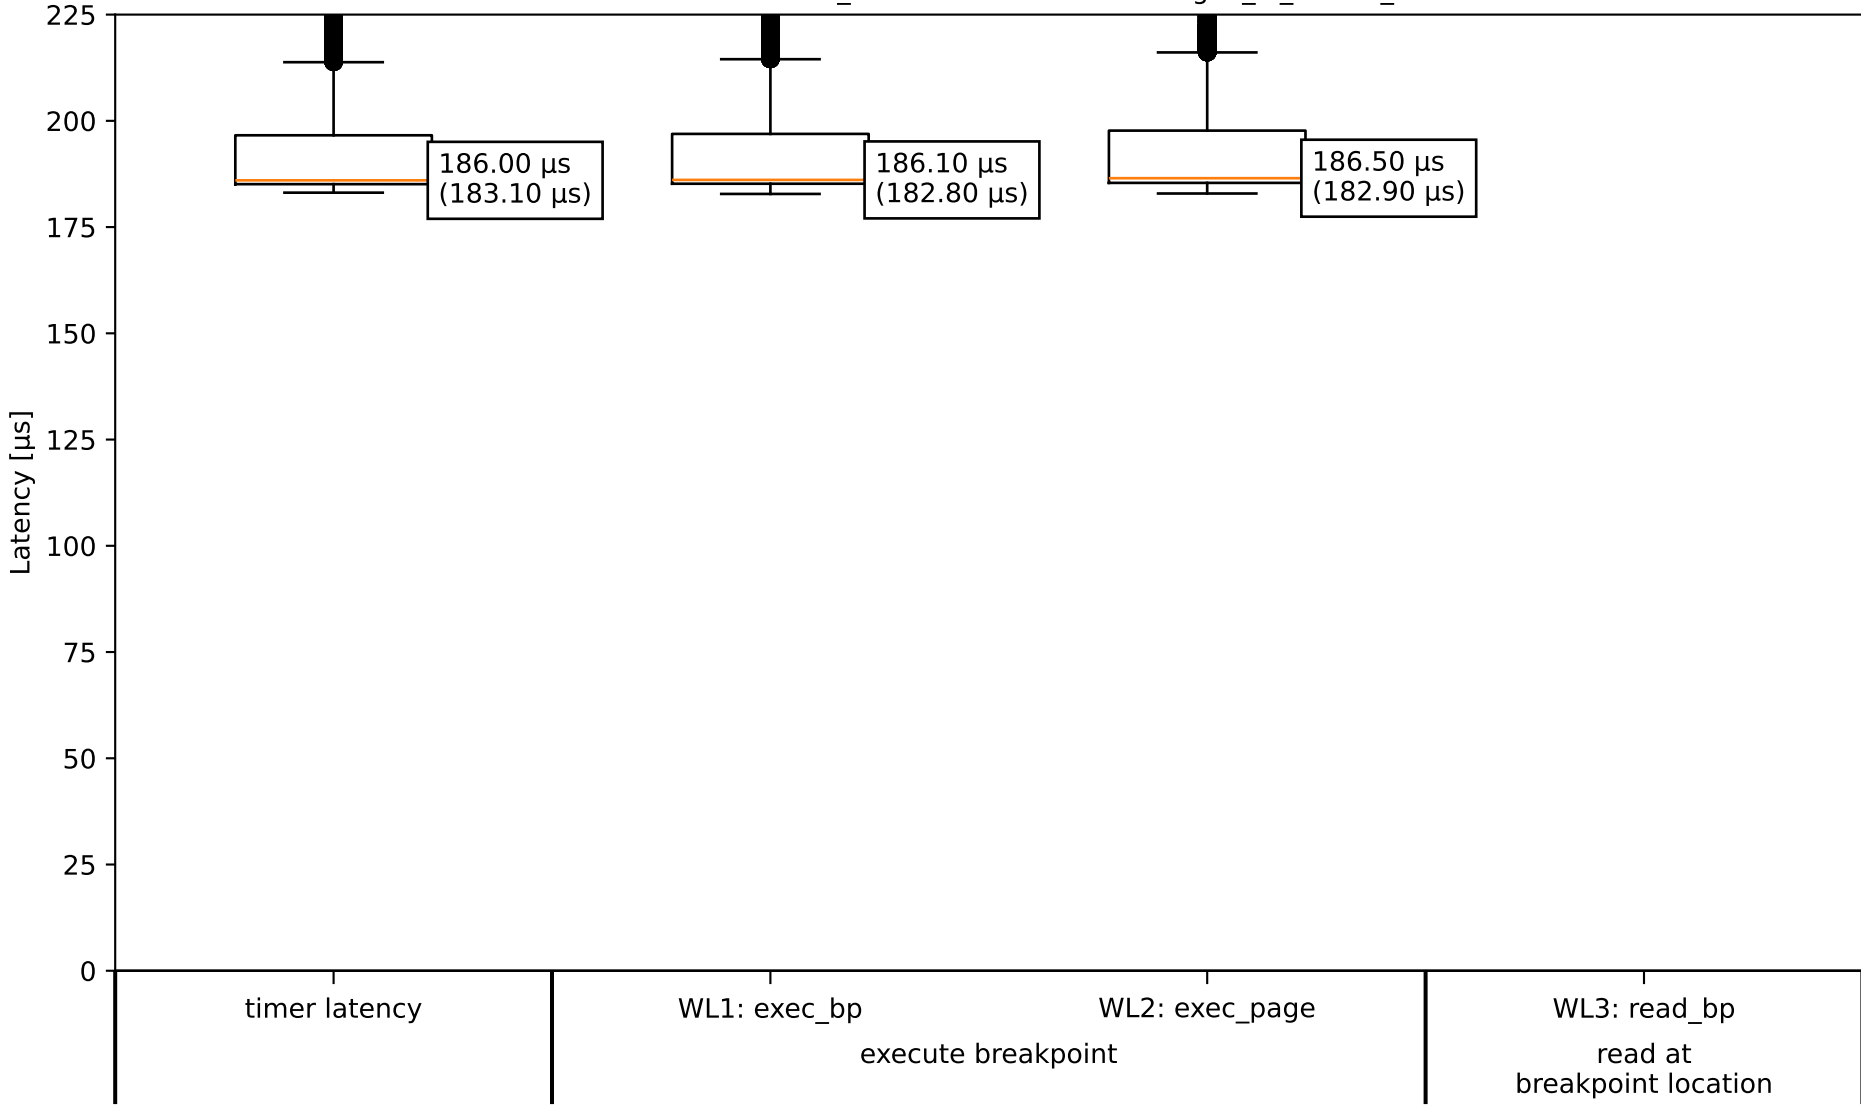 225
200
175
150
125
100
75
50
25
0
Latency [µs]
186.00 µs
(183.10 µs)
186.10 µs
(182.80 µs)
186.50 µs
(182.90 µs)
timer latency
WL1: exec_bp
WL2: exec_page
WL3: read_bp
execute breakpoint
read at
breakpoint location